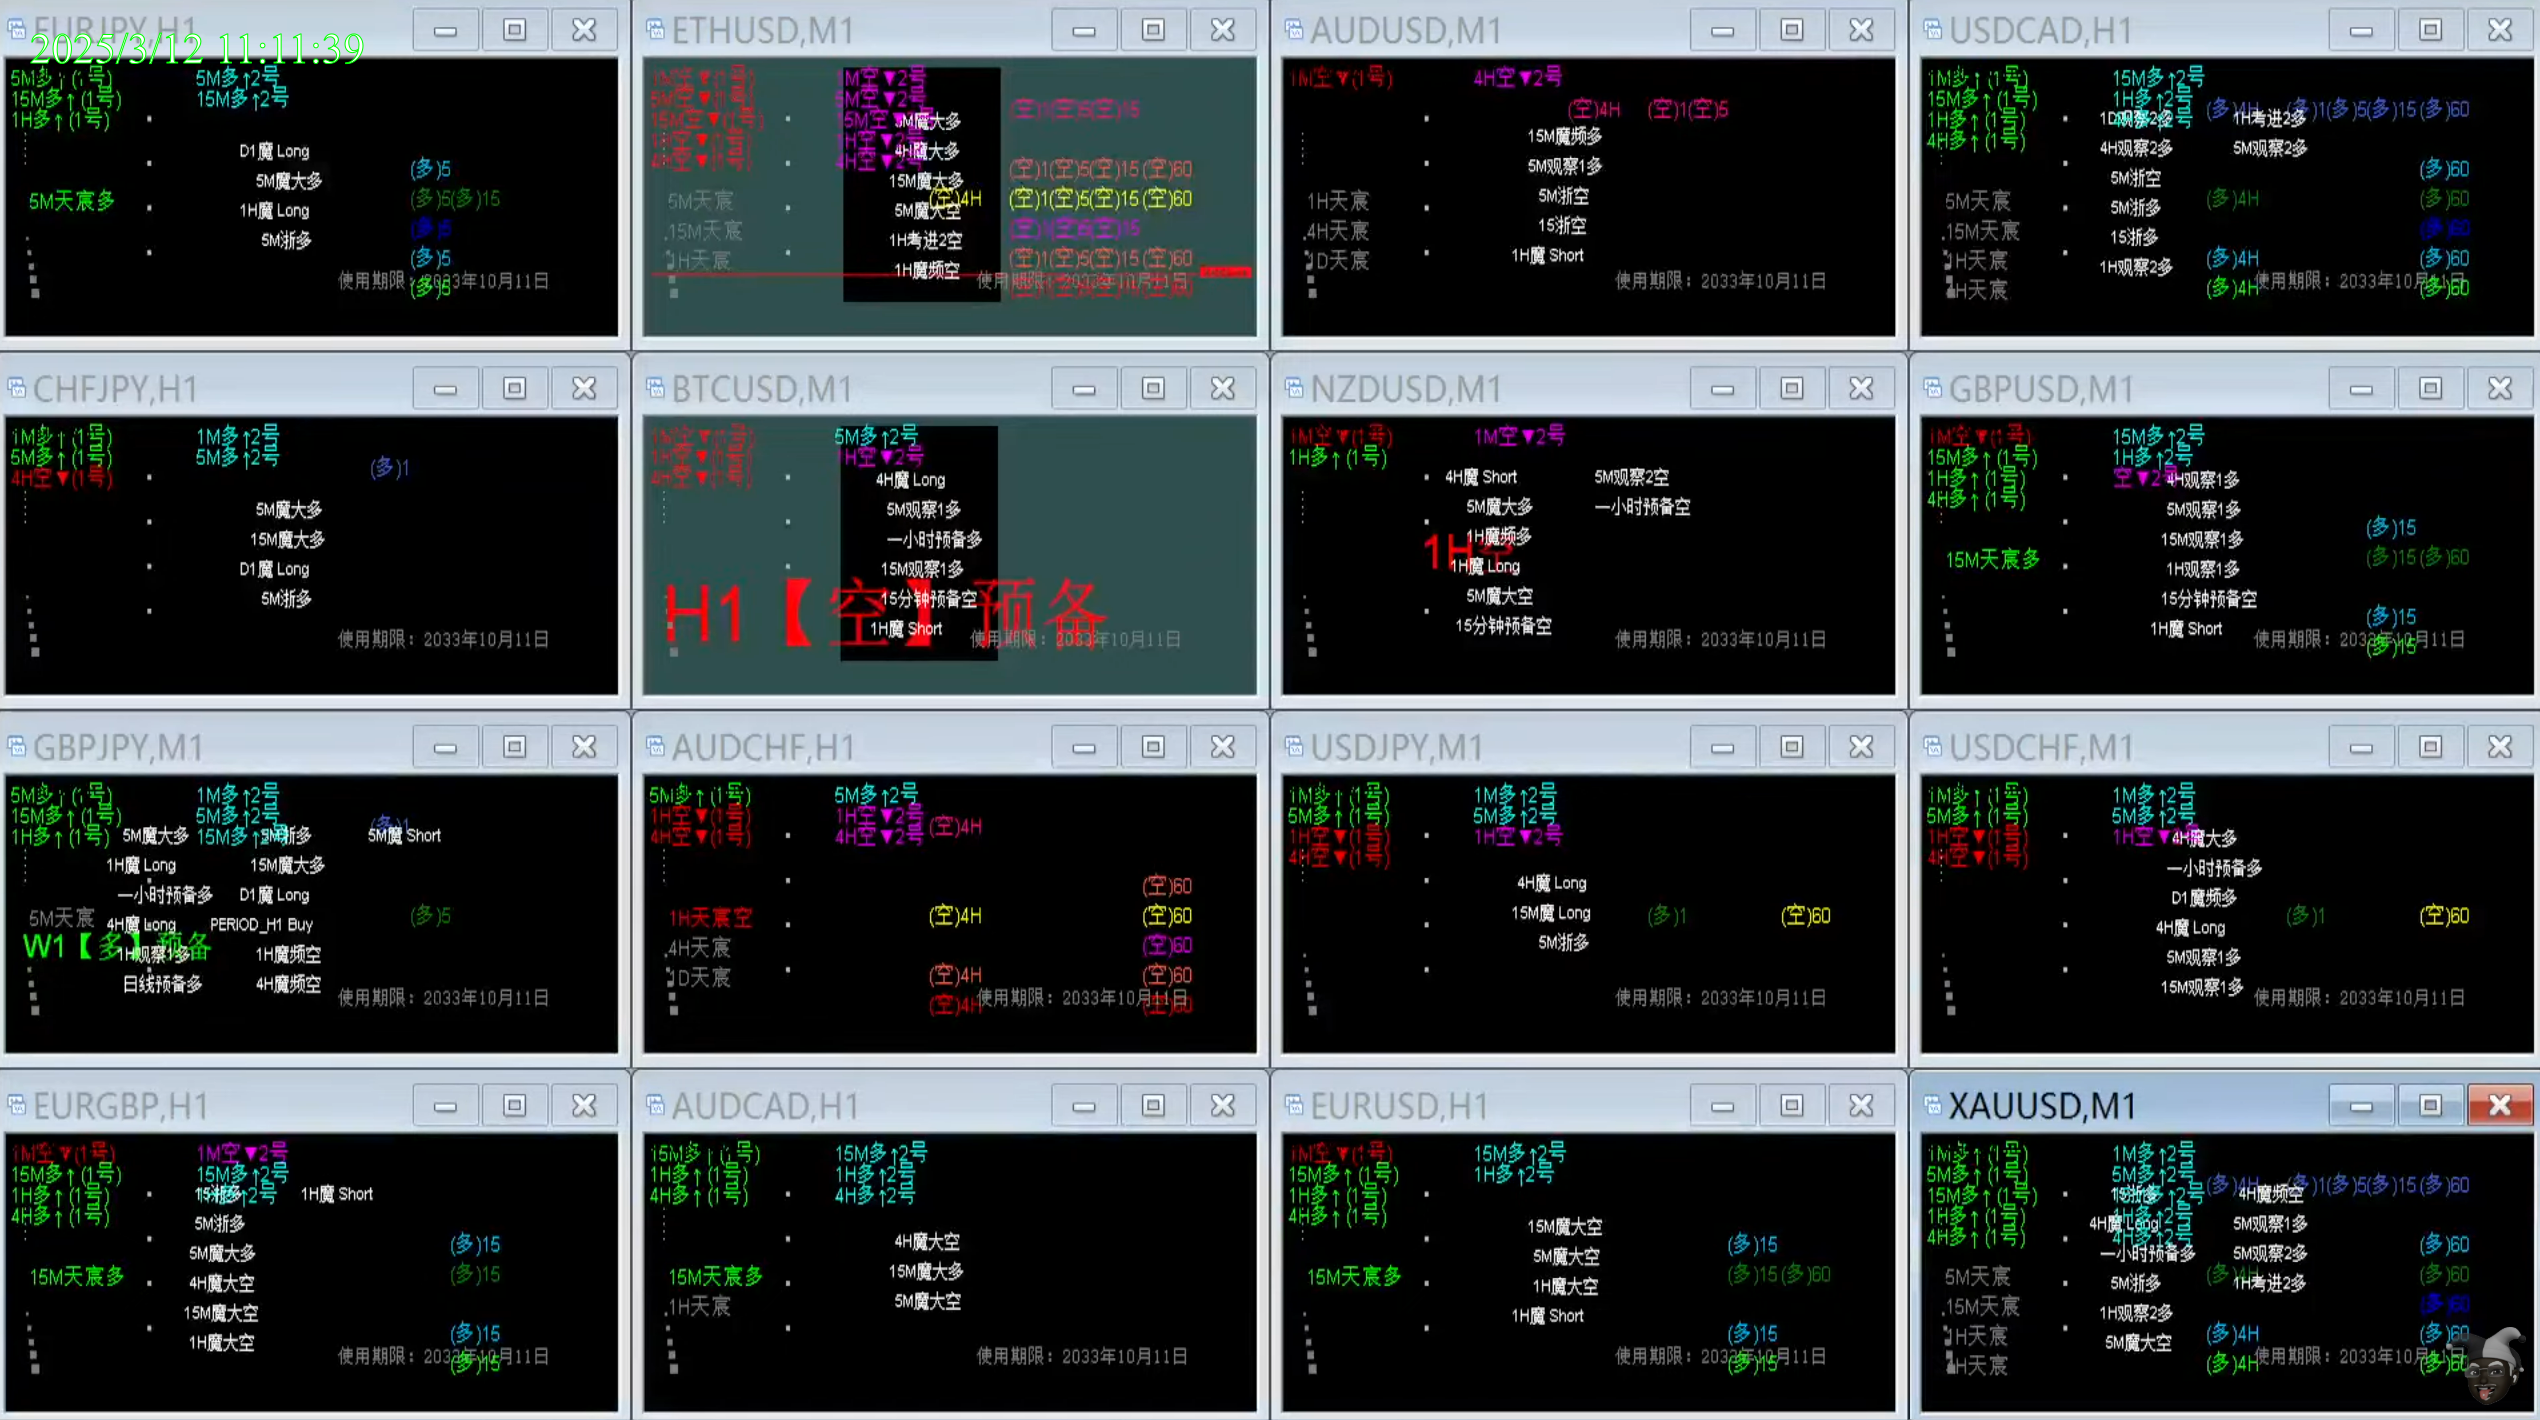 EURJPY,H1
2025/3/12 11:11:39
5M多↑(1号)
5M多↑2号
15M多↑(1号)
15M多↑2号
1H多↑(1号)
D1魔 Long
(多)5
5M魔大多
5M天宸多
(多)5(多)15
1H魔 Long
(多)5
5M浙多
(多)5
使用期限：2033年10月11日
(多)5
ETHUSD,M1
1M空▼(1号)
1M空▼2号
5M空▼(1号)
5M空▼2号
15M空▼(1号)
15M空▼2号
5M魔大多
(空)1(空)5(空)15
1H空▼(1号)
1H空▼2号
4H空▼(1号)
4H空▼2号
4H魔大多
(空)1(空)5(空)15(空)60
15M魔大多
5M天宸
(空)4H
(空)1(空)5(空)15(空)60
5M魔大空
15M天宸
(空)1(空)5(空)15
1H考进2空
1H天宸
(空)1(空)5(空)15(空)60
1H魔频空
使用期限：2033年10月11日
AUDUSD,M1
1M空▼(1号)
4H空▼2号
(空)4H
(空)1(空)5
15M魔频多
5M观察1多
1H天宸
5M浙空
4H天宸
15浙空
1D天宸
1H魔 Short
使用期限：2033年10月11日
USDCAD,H1
1M多↑(1号)
15M多↑2号
15M多↑(1号)
1H多↑2号
(多)4H
(多)1(多)5(多)15(多)60
1H多↑(1号)
1H考进2多
4H多↑(1号)
4H观察2多
5M观察2多
(多)60
5M浙空
5M天宸
(多)4H
(多)60
5M浙多
15M天宸
15浙多
(多)60
1H天宸
1H观察2多
(多)4H
(多)60
4H天宸
(多)4H
使用期限：2033年10月11日
(多)60
CHFJPY,H1
1M多↑(1号)
1M多↑2号
5M多↑(1号)
5M多↑2号
(多)1
4H空▼(1号)
5M魔大多
15M魔大多
D1魔 Long
5M浙多
使用期限：2033年10月11日
BTCUSD,M1
1M空▼(1号)
5M多↑2号
1H空▼(1号)
1H空▼2号
4H空▼(1号)
4H魔 Long
5M观察1多
一小时预备多
15M观察1多
H1【空】预备
15分钟预备空
1H魔 Short
使用期限：2033年10月11日
NZDUSD,M1
1M空▼(1号)
1M空▼2号
1H多↑(1号)
4H魔 Short
5M观察2空
5M魔大多
一小时预备空
1H魔频多
1H空
1H魔 Long
5M魔大空
15分钟预备空
使用期限：2033年10月11日
GBPUSD,M1
1M空▼(1号)
15M多↑2号
15M多↑(1号)
1H多↑2号
1H多↑(1号)
空▼2号
4H观察1多
4H多↑(1号)
5M观察1多
(多)15
15M观察1多
15M天宸多
(多)15(多)60
1H观察1多
15分钟预备空
(多)15
1H魔 Short
使用期限：2033年10月11日
(多)15
GBPJPY,M1
5M多↑(1号)
1M多↑2号
15M多↑(1号)
5M多↑2号
(多)1
1H多↑(1号)
5M魔大多
15M多↑2号
5M浙多
5M魔 Short
1H魔 Long
15M魔大多
一小时预备多
D1魔 Long
5M天宸
4H魔 Long
PERIOD_H1 Buy
(多)5
W1【多】预备
1H观察1多
1H魔频空
日线预备多
4H魔频空
使用期限：2033年10月11日
AUDCHF,H1
5M多↑(1号)
5M多↑2号
1H空▼(1号)
1H空▼2号
(空)4H
4H空▼(1号)
4H空▼2号
(空)60
1H天宸空
(空)4H
(空)60
4H天宸
(空)60
1D天宸
(空)4H
(空)60
(空)4H
使用期限：2033年10月11日
(空)60
USDJPY,M1
1M多↑(1号)
1M多↑2号
5M多↑(1号)
5M多↑2号
1H空▼(1号)
1H空▼2号
4H空▼(1号)
4H魔 Long
15M魔 Long
(多)1
(空)60
5M浙多
使用期限：2033年10月11日
USDCHF,M1
1M多↑(1号)
1M多↑2号
5M多↑(1号)
5M多↑2号
1H空▼(1号)
1H空▼2号
4H魔大多
4H空▼(1号)
一小时预备多
D1魔频多
(多)1
(空)60
4H魔 Long
5M观察1多
15M观察1多
使用期限：2033年10月11日
EURGBP,H1
1M空▼(1号)
1M空▼2号
15M多↑(1号)
15M多↑2号
1H多↑(1号)
15浙多
1H魔 Short
4H多↑(1号)
5M浙多
(多)15
5M魔大多
15M天宸多
(多)15
4H魔大空
15M魔大空
(多)15
1H魔大空
使用期限：2033年10月11日
(多)15
AUDCAD,H1
15M多↑(1号)
15M多↑2号
1H多↑(1号)
1H多↑2号
4H多↑(1号)
4H多↑2号
4H魔大空
15M天宸多
15M魔大多
1H天宸
5M魔大空
使用期限：2033年10月11日
EURUSD,H1
1M空▼(1号)
15M多↑2号
15M多↑(1号)
1H多↑2号
1H多↑(1号)
4H多↑(1号)
15M魔大空
(多)15
5M魔大空
15M天宸多
(多)15(多)60
1H魔大空
1H魔 Short
(多)15
使用期限：2033年10月11日
(多)15
XAUUSD,M1
1M多↑(1号)
1M多↑2号
5M多↑(1号)
5M多↑2号
(多)4H
(多)1(多)5(多)15(多)60
15M多↑(1号)
4H魔频空
1H多↑(1号)
1H多↑2号
4H魔 Long
5M观察1多
4H多↑(1号)
4H多↑2号
一小时预备多
5M观察2多
(多)60
5M天宸
5M浙多
(多)4H
1H考进2多
(多)60
15M天宸
1H观察2多
(多)60
1H天宸
5M魔大空
(多)4H
(多)60
4H天宸
(多)4H
使用期限：2033年10月11日
(多)60